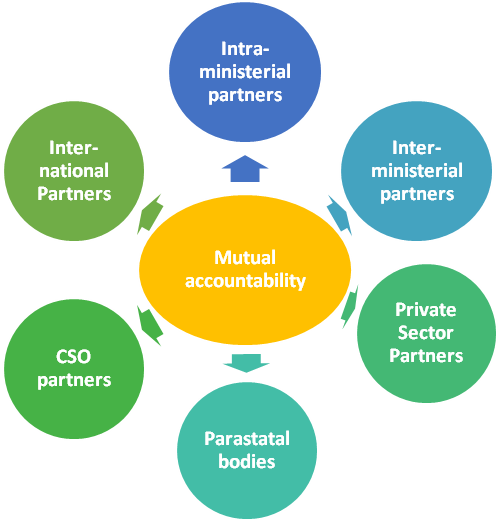 Intra-
ministerial
partners
Inter-
national
Partners
Inter-
ministerial
partners
Mutual
accountability
Private
Sector
Partners
CSO
partners
Parastatal
bodies